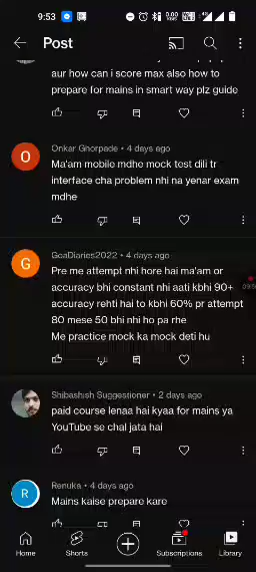 9:53
Post
aur how can i score max also how to
prepare for mains in smart way plz guide
Onkar Ghorpade • 4 days ago
Ma'am mobile mdhe mock test dili tr
interface cha problem nhi na yenar exam
mdhe
GoaDiaries2022 • 4 days ago
Pre me attempt nhi hore hai ma'am or
accuracy bhi constant nhi aati kbhi 90+
accuracy rehti hai to kbhi 60% pr attempt
80 mese 50 bhi nhi ho pa rhe
Me practice mock ka mock deti hu
Shibashsh Suggestioner • 2 days ago
paid course lenaa hai kyaa for mains ya
YouTube se chal jata hai
Renuka • 4 days ago
Mains kaise prepare kare
Home
Shorts
Subscriptions
Library